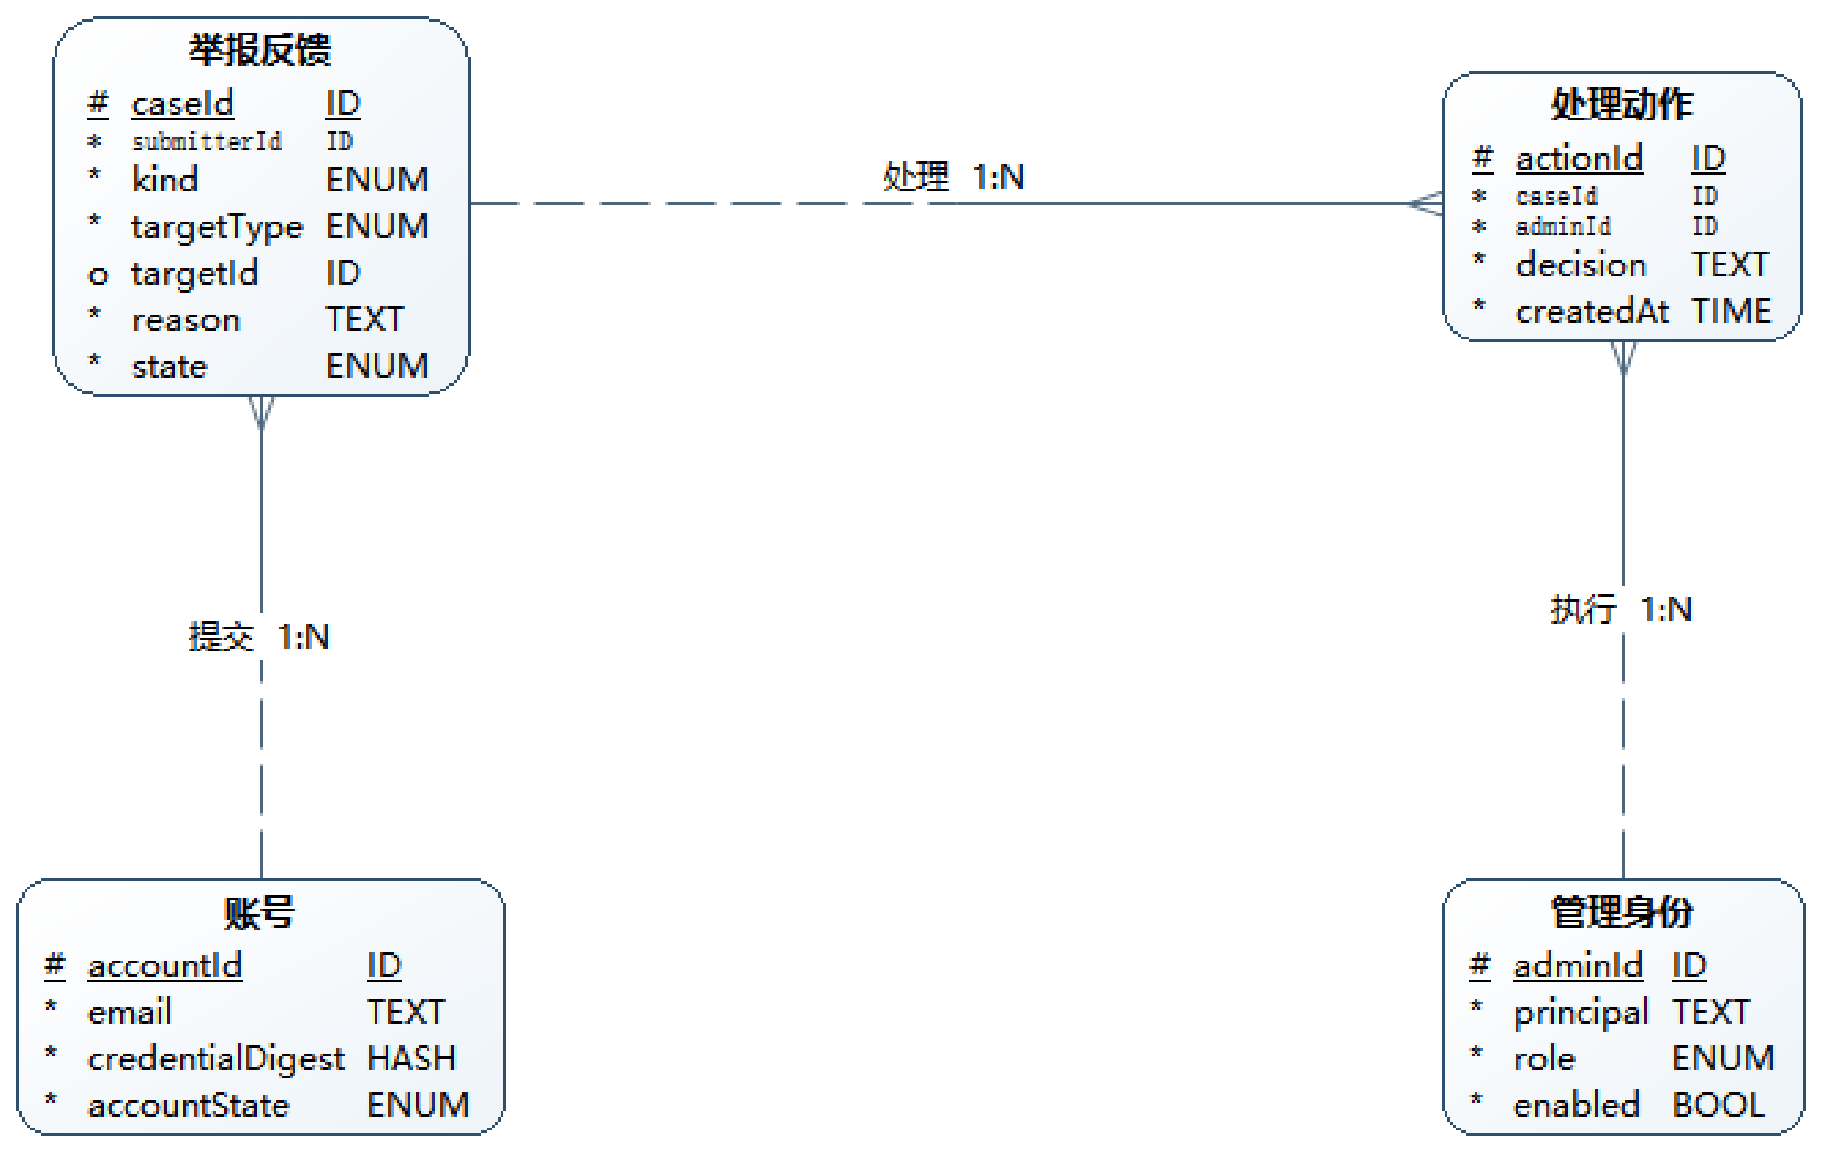 举报反馈
# caseId ID
* submitterId ID
* kind ENUM
* targetType ENUM
o targetId ID
* reason TEXT
* state ENUM
处理 1:N
处理动作
# actionId ID
* caseId ID
* adminId ID
* decision TEXT
* createdAt TIME
提交 1:N
执行 1:N
账号
# accountId ID
* email TEXT
* credentialDigest HASH
* accountState ENUM
管理身份
# adminId ID
* principal TEXT
* role ENUM
* enabled BOOL